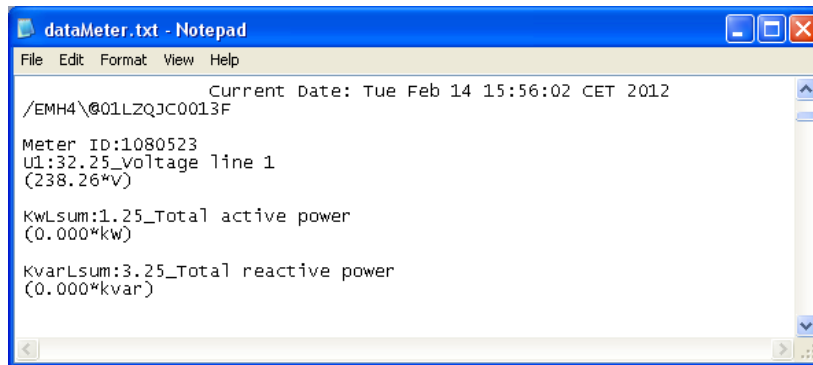 dataMeter.txt - Notepad
File Edit Format View Help
Current Date: Tue Feb 14 15:56:02 CET 2012
/EMH4\@01LZQJC0013F
Meter ID:1080523
U1:32.25_Voltage line 1
(238.26*V)
KwLsum:1.25_Total active power
(0.000*kW)
KvarLsum:3.25_Total reactive power
(0.000*kvar)